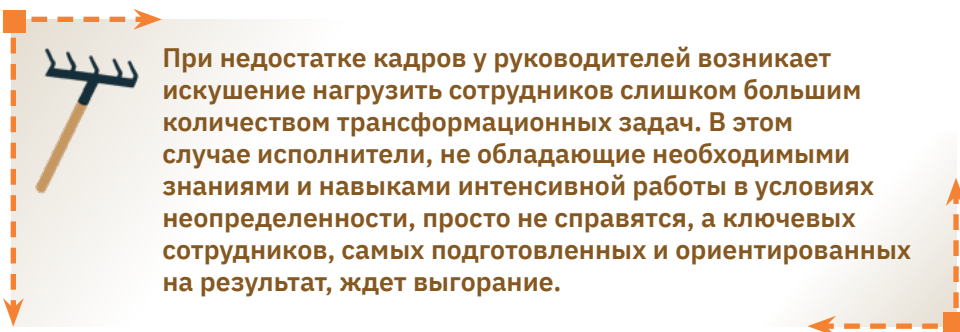 При недостатке кадров у руководителей возникает
искушение нагрузить сотрудников слишком большим
количеством трансформационных задач. В этом
случае исполнители, не обладающие необходимыми
знаниями и навыками интенсивной работы в условиях
неопределенности, просто не справятся, а ключевых
сотрудников, самых подготовленных и ориентированных
на результат, ждет выгорание.